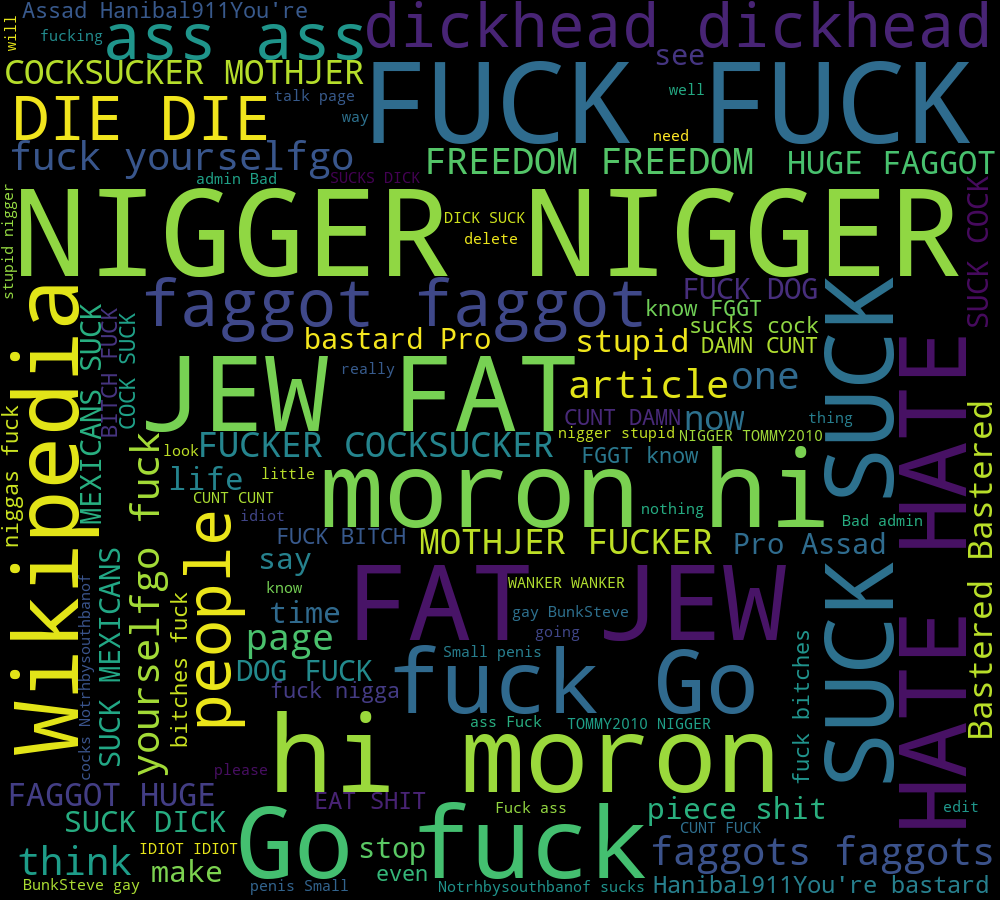 Assad Hanibal911You're
will
fucking
ass ass
dickhead dickhead
see
COCKSUCKER MOTHJER
FUCK FUCK
talk page
well
DIE DIE
way
need
fuck yourselfgo
FREEDOM FREEDOM
HUGE FAGGOT
admin Bad
SUCKS DICK
stupid nigger
NIGGER NIGGER
DICK SUCK
delete
SUCK COCK
faggot faggot
FUCK DOG
know FGGT
sucks cock
Wikipedia
MEXICANS SUCK
BITCH FUCK
COCK SUCK
bastard Pro
stupid
DAMN CUNT
SUCK SUCK
HATE HATE
JEW FAT
really
article
one
niggas fuck
CUNT DAMN
now
thing
Bastered Bastered
look
FUCKER COCKSUCKER
nigger stupid
NIGGER TOMMY2010
yourselfgo fuck
life
little
moron hi
FGGT know
CUNT CUNT
idiot
nothing
Bad admin
people
FUCK BITCH
MOTHJER FUCKER
Pro Assad
SUCK MEXICANS
cocks Notrhbysouthbanof
bitches fuck
say
know
FAT JEW
WANKER WANKER
time
gay BunkSteve
page
going
fuck bitches
DOG FUCK
Small penis
fuck Go
fuck nigga
ass Fuck
TOMMY2010 NIGGER
hi moron
please
FAGGOT HUGE
EAT SHIT
Fuck ass
piece shit
edit
SUCK DICK
Go fuck
CUNT FUCK
think
IDIOT IDIOT
stop
faggots faggots
make
even
BunkSteve gay
penis Small
Notrhbysouthbanof sucks
Hanibal911You're bastard